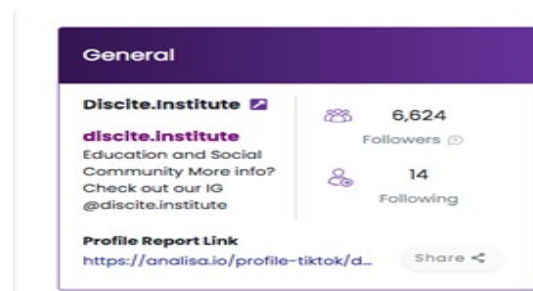 General
Discite.Institute
discite.institute
Education and Social
Community More info?
Check out our IG
@discite.institute
6,624
Followers
14
Following
Profile Report Link
https://analisa.io/profile-tiktok/d...
Share